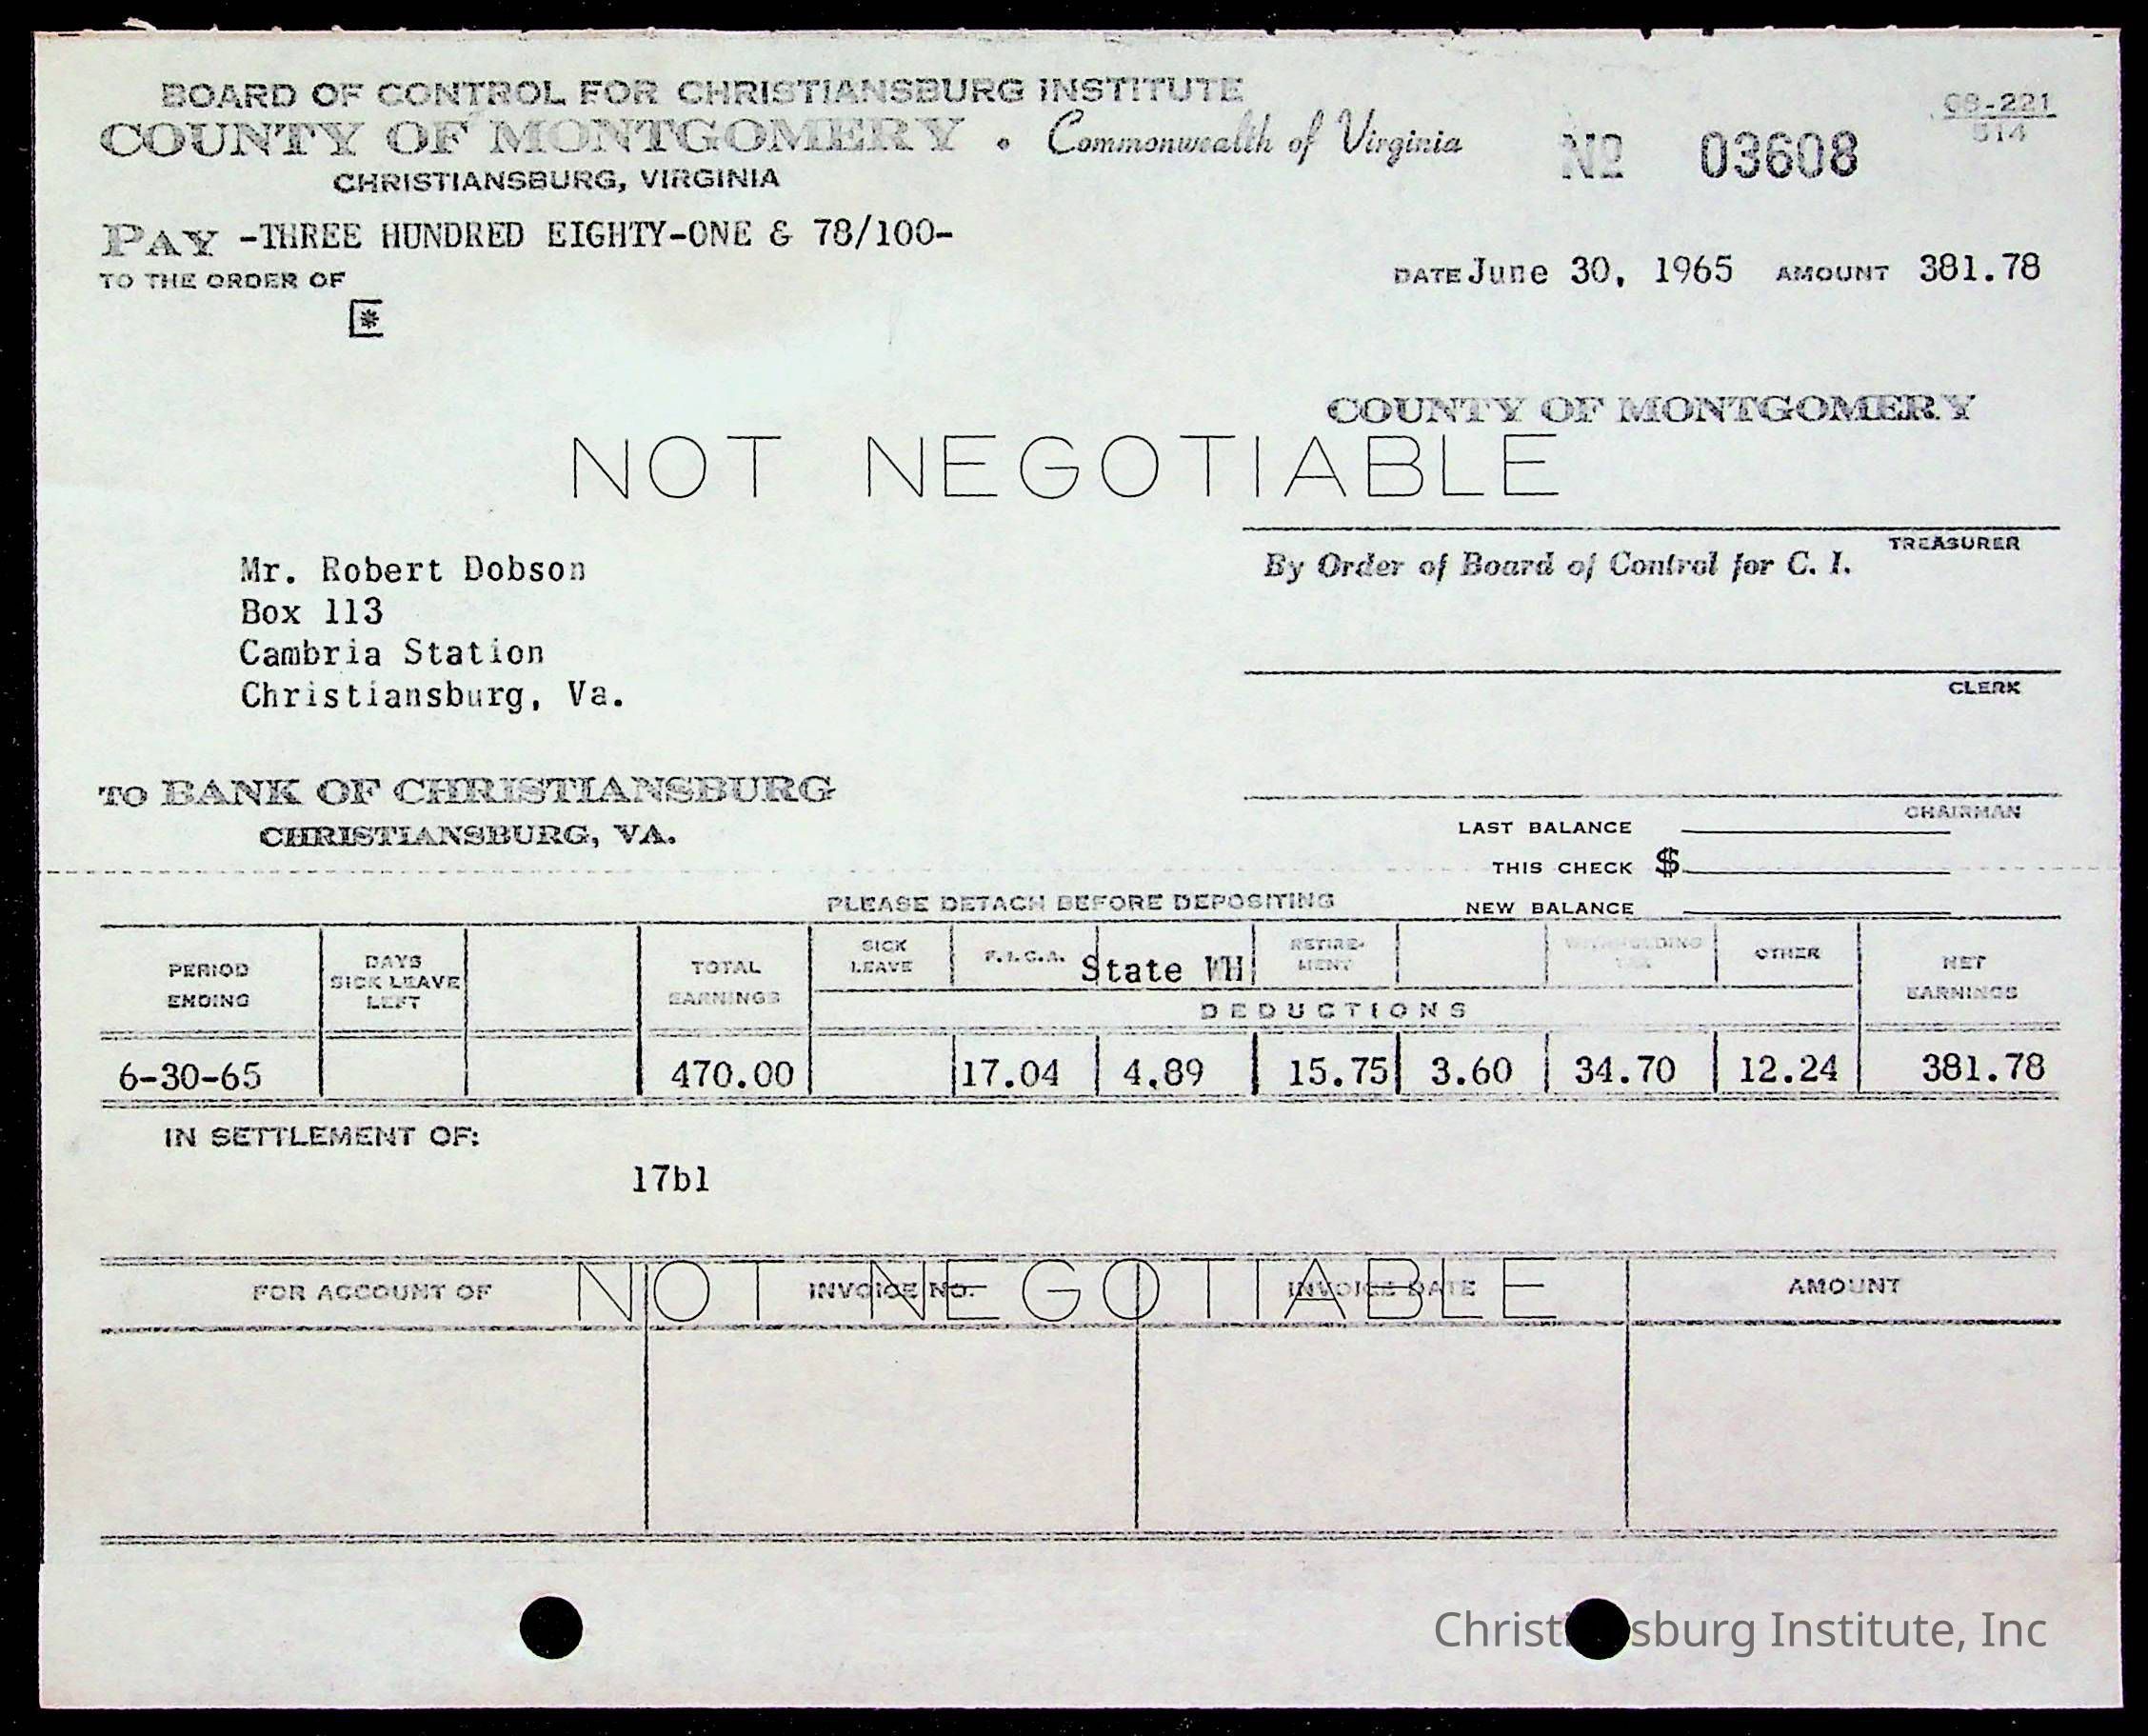 BOARD OF CONTROL FOR CHRISTIANSBURG INSTITUTE
COUNTY OF MONTGOMERY • Commonwealth of Virginia
CHRISTIANSBURG, VIRGINIA
No 03608
221
514
PAY -THREE HUNDRED EIGHTY-ONE & 78/100-
TO THE ORDER OF
DATE June 30, 1965 AMOUNT 381.78
*
COUNTY OF MONTGOMERY
NOT NEGOTIABLE
TREASURER
By Order of Board of Control for C. I.
Mr. Robert Dobson
Box 113
Cambria Station
Christiansburg, Va.
CLERK
TO BANK OF CHRISTIANSBURG
CHRISTIANSBURG, VA.
CHAIRMAN
LAST BALANCE
THIS CHECK $
NEW BALANCE
PLEASE DETACH BEFORE DEPOSITING
PERIOD ENDING
DAYS SICK LEAVE LEFT
TOTAL EARNINGS
SICK LEAVE
F.I.C.A.
State WH
RETIRE-MENT
WITHHOLDING TAX
OTHER
NET EARNINGS
DEDUCTIONS
6-30-65 470.00 17.04 4.89 15.75 3.60 34.70 12.24 381.78
IN SETTLEMENT OF:
17b1
NOT NEGOTIABLE
FOR ACCOUNT OF INVOICE NO. INVOICE DATE AMOUNT
Institute, Inc